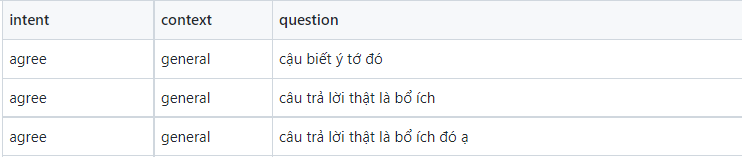 intent context question
agree general cậu biết ý tớ đó
agree general câu trả lời thật là bổ ích
agree general câu trả lời thật là bổ ích đó ạ